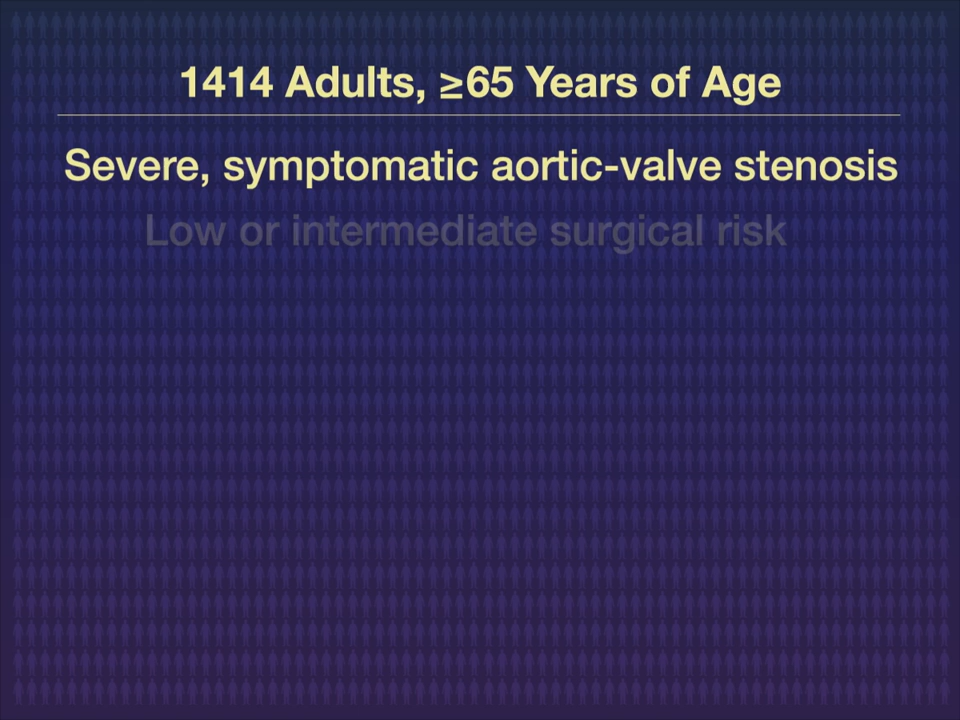 1414 Adults, ≥65 Years of Age
Severe, symptomatic aortic-valve stenosis
Low or intermediate surgical risk